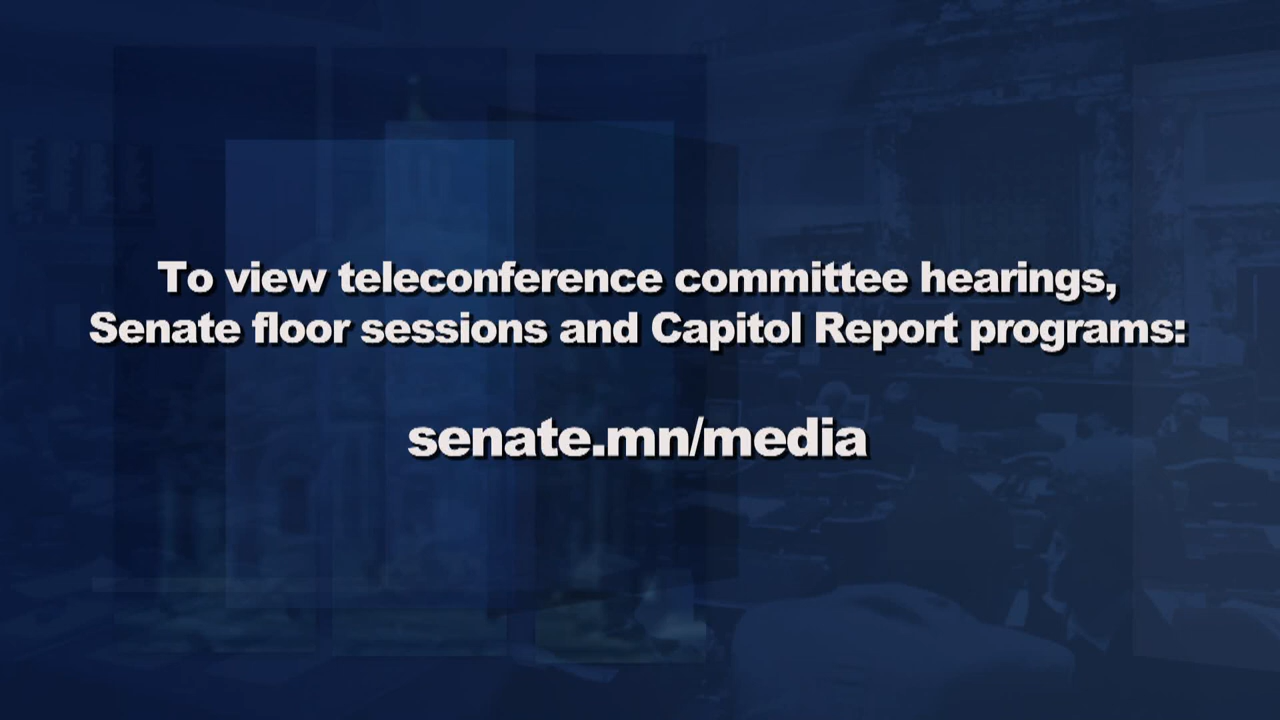 To view teleconference committee hearings,
Senate floor sessions and Capitol Report programs:
senate.mn/media